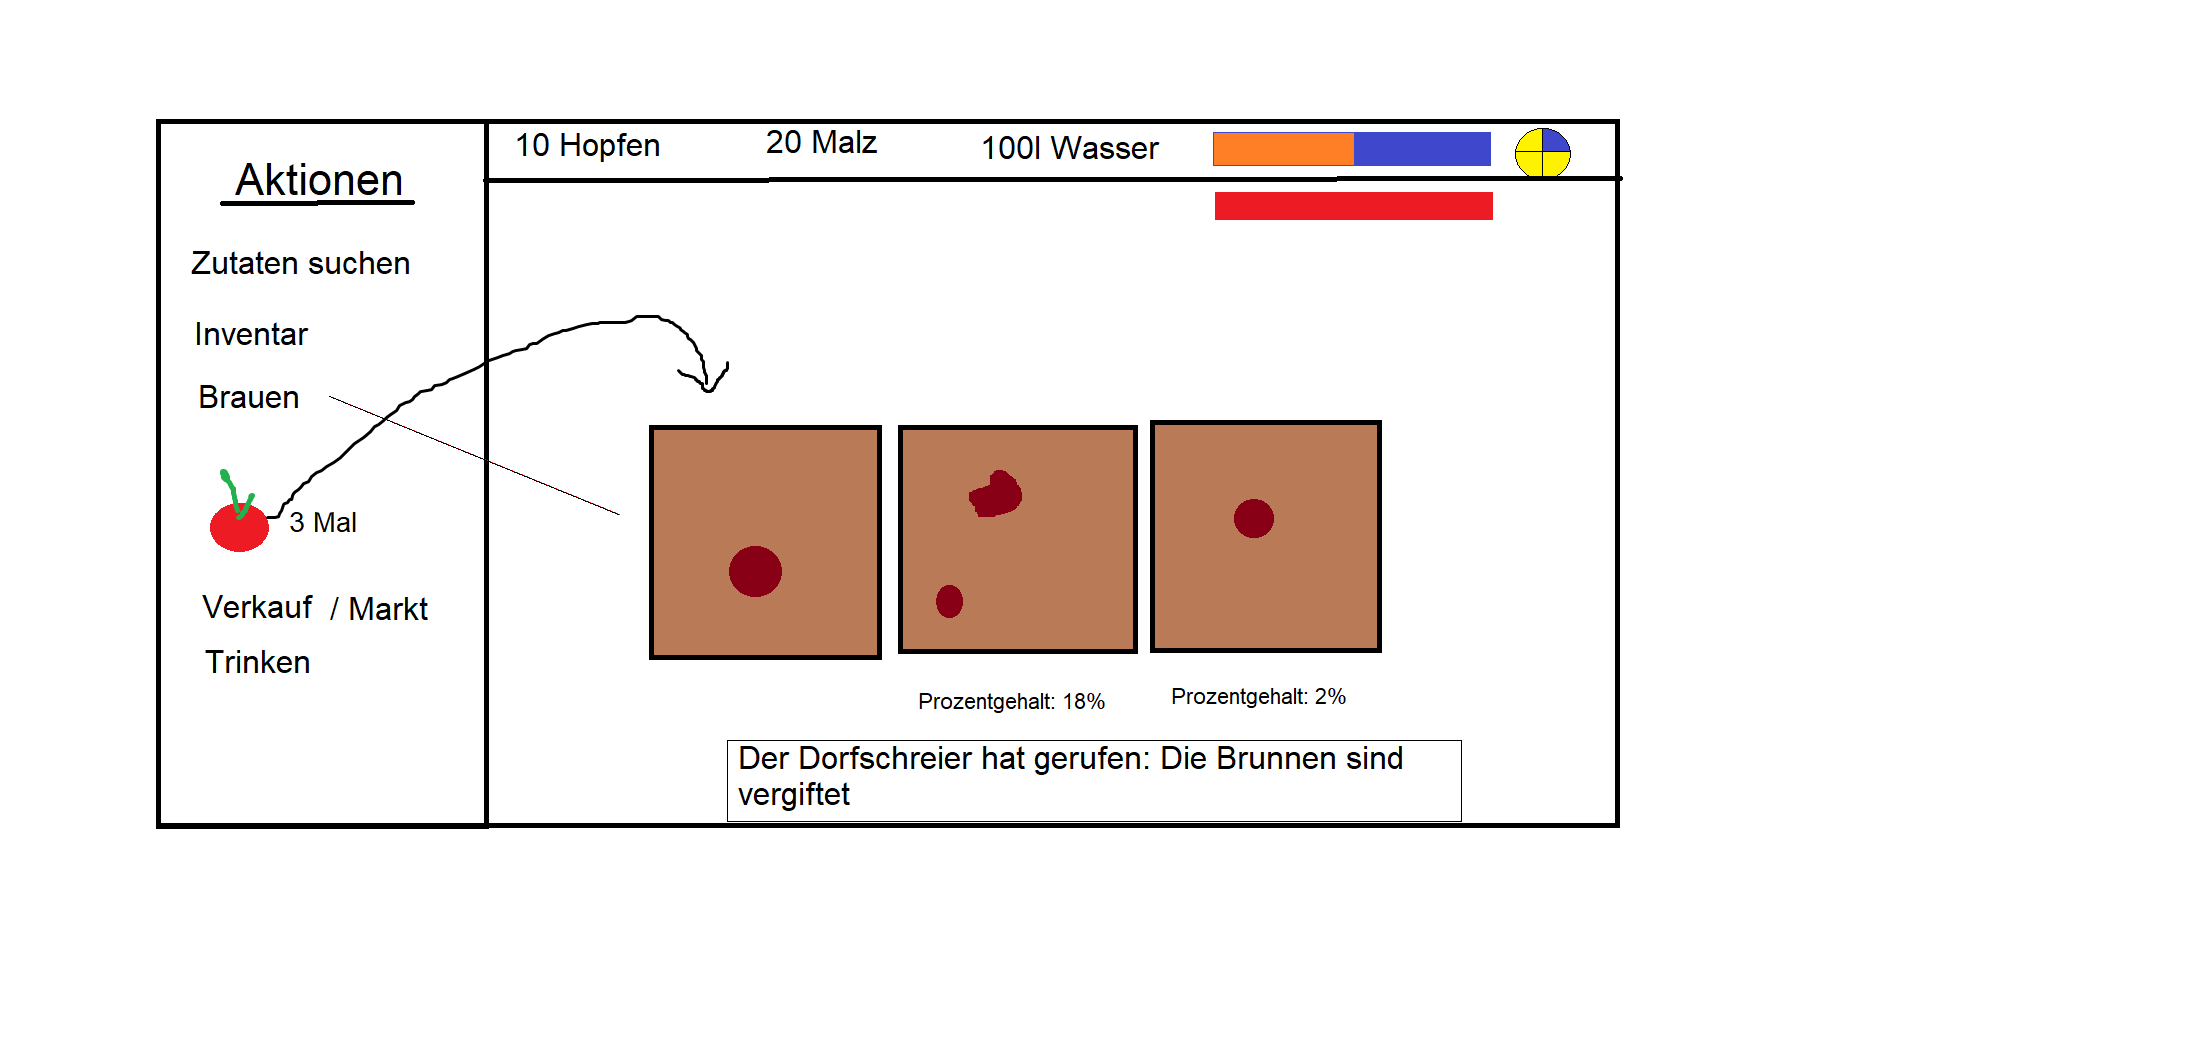 Aktionen
Zutaten suchen
Inventar
Brauen
3 Mal
Verkauf / Markt
Trinken
10 Hopfen
20 Malz
100l Wasser
Prozentgehalt: 18%
Prozentgehalt: 2%
Der Dorfschreier hat gerufen: Die Brunnen sind
vergiftet